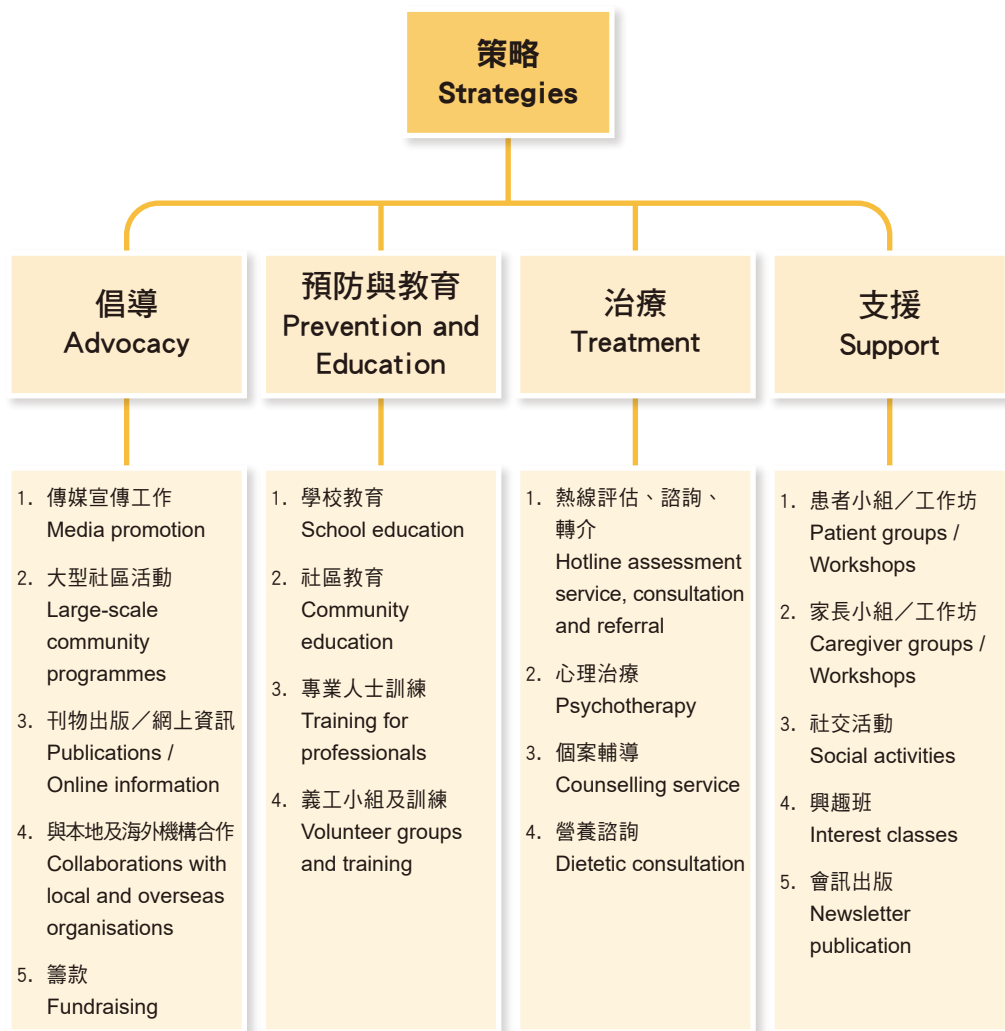 策略
Strategies
倡導
Advocacy
1. 傳媒宣傳工作
Media promotion
2. 大型社區活動
Large-scale
community
programmes
3. 刊物出版／網上資訊
Publications /
Online information
4. 與本地及海外機構合作
Collaborations with
local and overseas
organisations
5. 籌款
Fundraising
預防與教育
Prevention and
Education
1. 學校教育
School education
2. 社區教育
Community
education
3. 專業人士訓練
Training for
professionals
4. 義工小組及訓練
Volunteer groups
and training
治療
Treatment
1. 熱線評估、諮詢、
轉介
Hotline assessment
service, consultation
and referral
2. 心理治療
Psychotherapy
3. 個案輔導
Counselling service
4. 營養諮詢
Dietetic consultation
支援
Support
1. 患者小組／工作坊
Patient groups /
Workshops
2. 家長小組／工作坊
Caregiver groups /
Workshops
3. 社交活動
Social activities
4. 興趣班
Interest classes
5. 會訊出版
Newsletter
publication